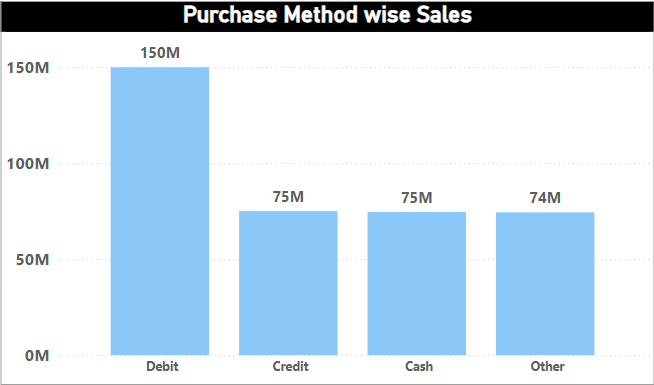 Purchase Method wise Sales
150M
150M
100M
75M
75M
74M
50M
0M
Debit
Credit
Cash
Other